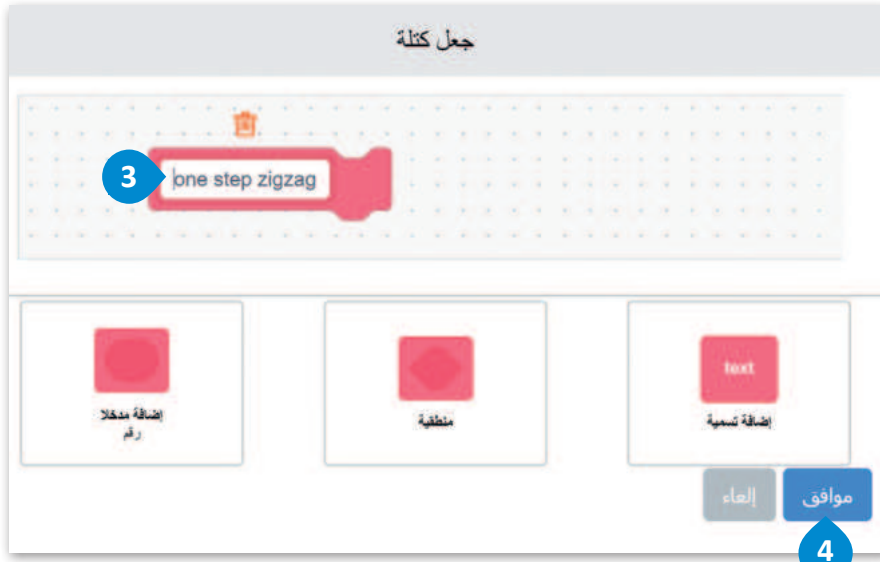 جعل كتلة
3
one step zigzag
text
إضافة تسمية
منطقية
إضافة مدخلا
رقم
موافق
إلغاء
4